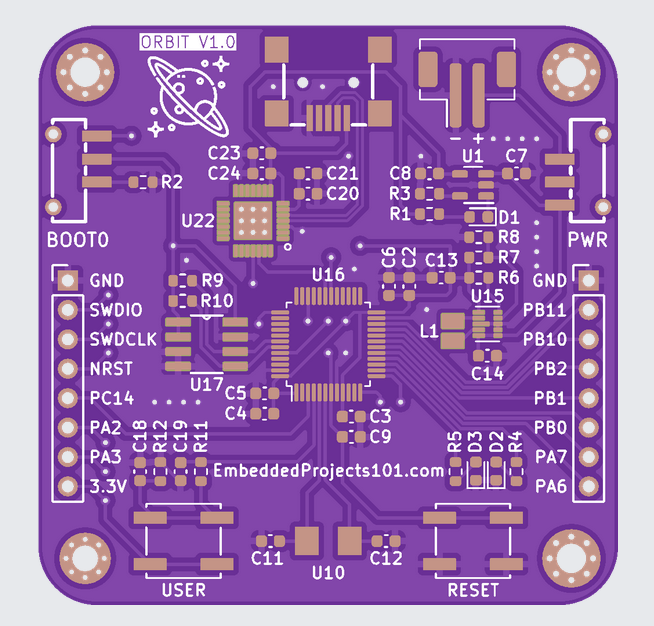 ORBIT V1.0
- +
U1
C7
C23
C24
C21
C20
C8
R3
R1
R2
U22
D1
R8
R7
R6
BOOT0
PWR
C6
C2
C13
U16
R9
R10
U15
L1
C14
U17
GND
SWDIO
SWDCLK
NRST
PC14
PA2
PA3
3.3V
GND
PB11
PB10
PB2
PB1
PB0
PA7
PA6
C5
C4
C3
C9
C18
R12
C19
R11
EmbeddedProjects101.com
R5
D3
D2
R4
C11
U10
C12
USER
RESET